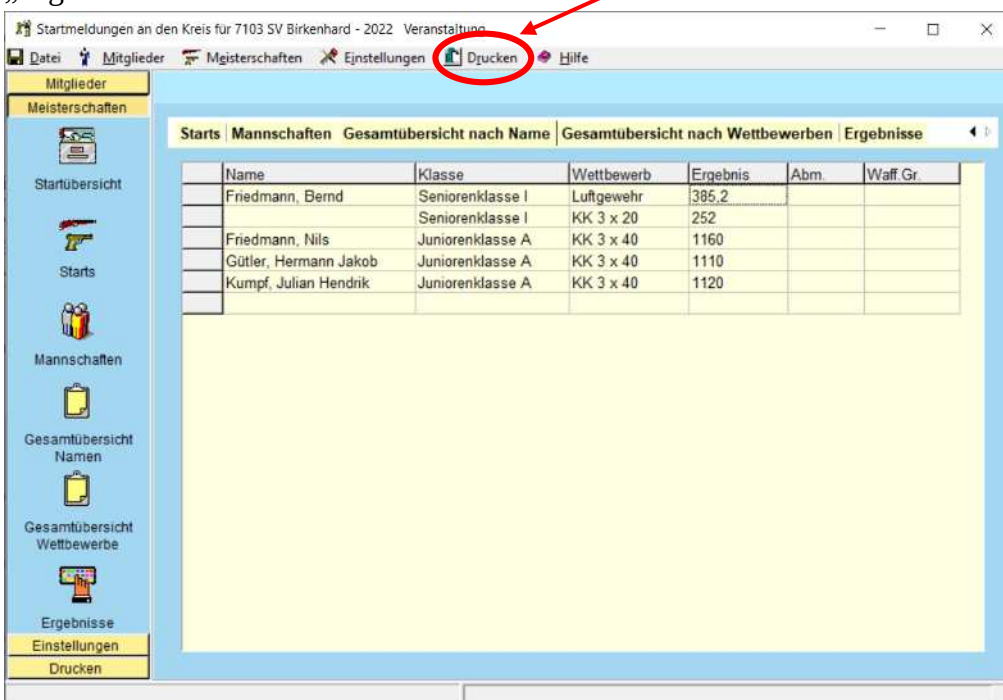 Startmeldungen an den Kreis für 7103 SV Birkenhard - 2022 Veranstaltung
Datei Mitglieder Meisterschaften Einstellungen Drucken Hilfe
Mitglieder
Meisterschaften
Startübersicht
Starts
Mannschaften
Gesamtübersicht
Namen
Gesamtübersicht
Wettbewerbe
Ergebnisse
Einstellungen
Drucken
Starts Mannschaften Gesamtübersicht nach Name Gesamtübersicht nach Wettbewerben Ergebnisse
Name Klasse Wettbewerb Ergebnis Abm. Waff.Gr.
Friedmann, Bernd Seniorenklasse I Luftgewehr 385,2
Seniorenklasse I KK 3 x 20 252
Friedmann, Nils Juniorenklasse A KK 3 x 40 1160
Gütler, Hermann Jakob Juniorenklasse A KK 3 x 40 1110
Kumpf, Julian Hendrik Juniorenklasse A KK 3 x 40 1120